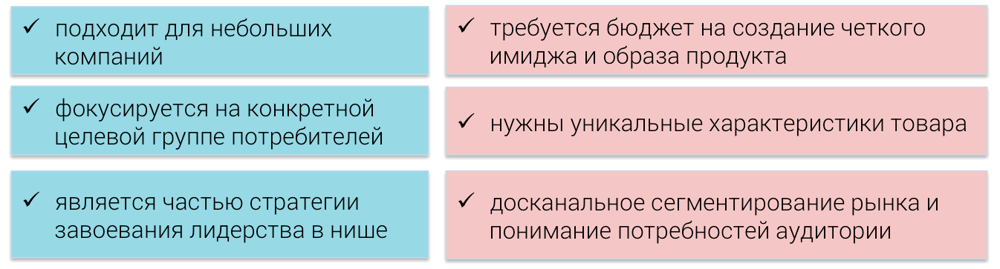 ✓ подходит для небольших
компаний
✓ фокусируется на конкретной
целевой группе потребителей
✓ является частью стратегии
завоевания лидерства в нише
✓ требуется бюджет на создание четкого
имиджа и образа продукта
✓ нужны уникальные характеристики товара
✓ досканальное сегментирование рынка и
понимание потребностей аудитории